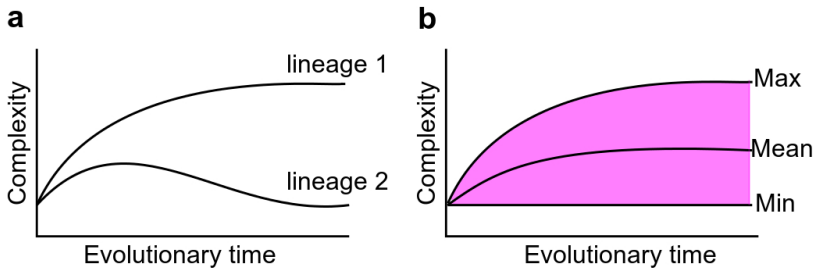 a
lineage 1
lineage 2
Complexity
Evolutionary time
b
Max
Mean
Min
Complexity
Evolutionary time